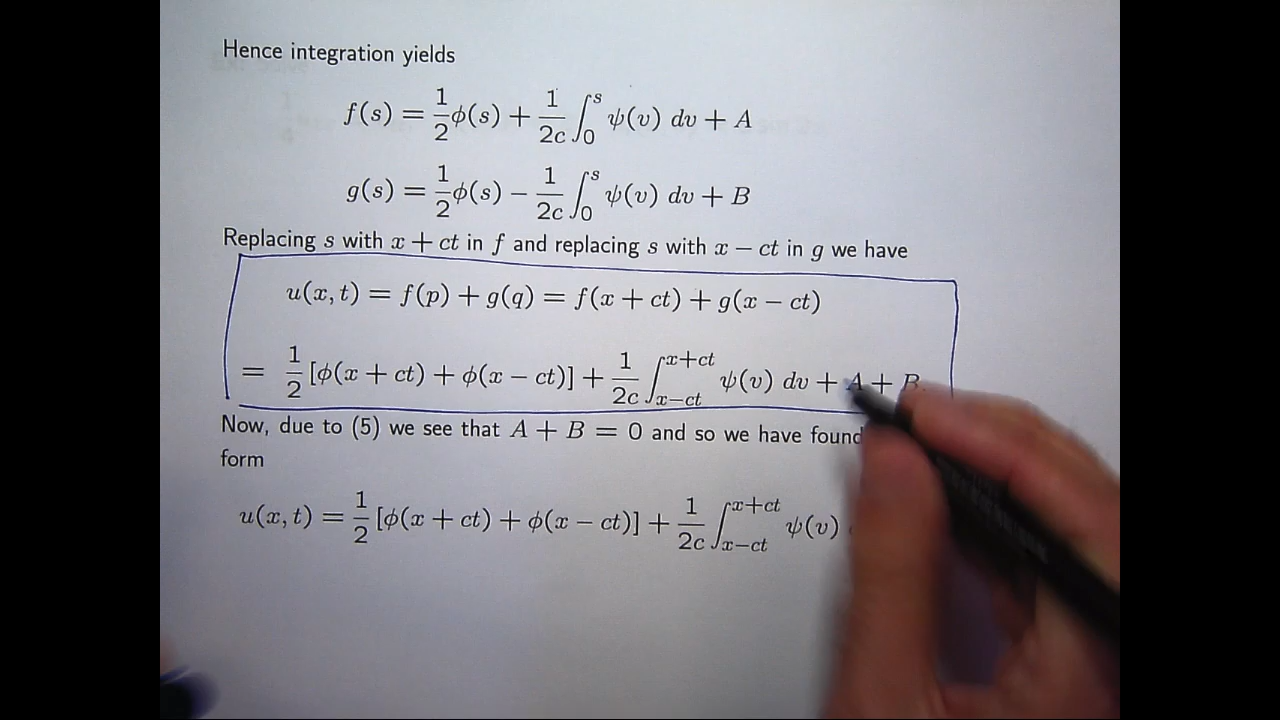 Hence integration yields
f(s) = 1/2 ϕ(s) + 1/2c ∫₀ˢ ψ(v) dv + A
g(s) = 1/2 ϕ(s) − 1/2c ∫₀ˢ ψ(v) dv + B
Replacing s with x + ct in f and replacing s with x − ct in g we have
u(x, t) = f(p) + g(q) = f(x + ct) + g(x − ct)
= 1/2 [ϕ(x + ct) + ϕ(x − ct)] + 1/2c ∫_{x−ct}^{x+ct} ψ(v) dv + A + B.
Now, due to (5) we see that A + B = 0 and so we have found
form
u(x, t) = 1/2 [ϕ(x + ct) + ϕ(x − ct)] + 1/2c ∫_{x−ct}^{x+ct} ψ(v)